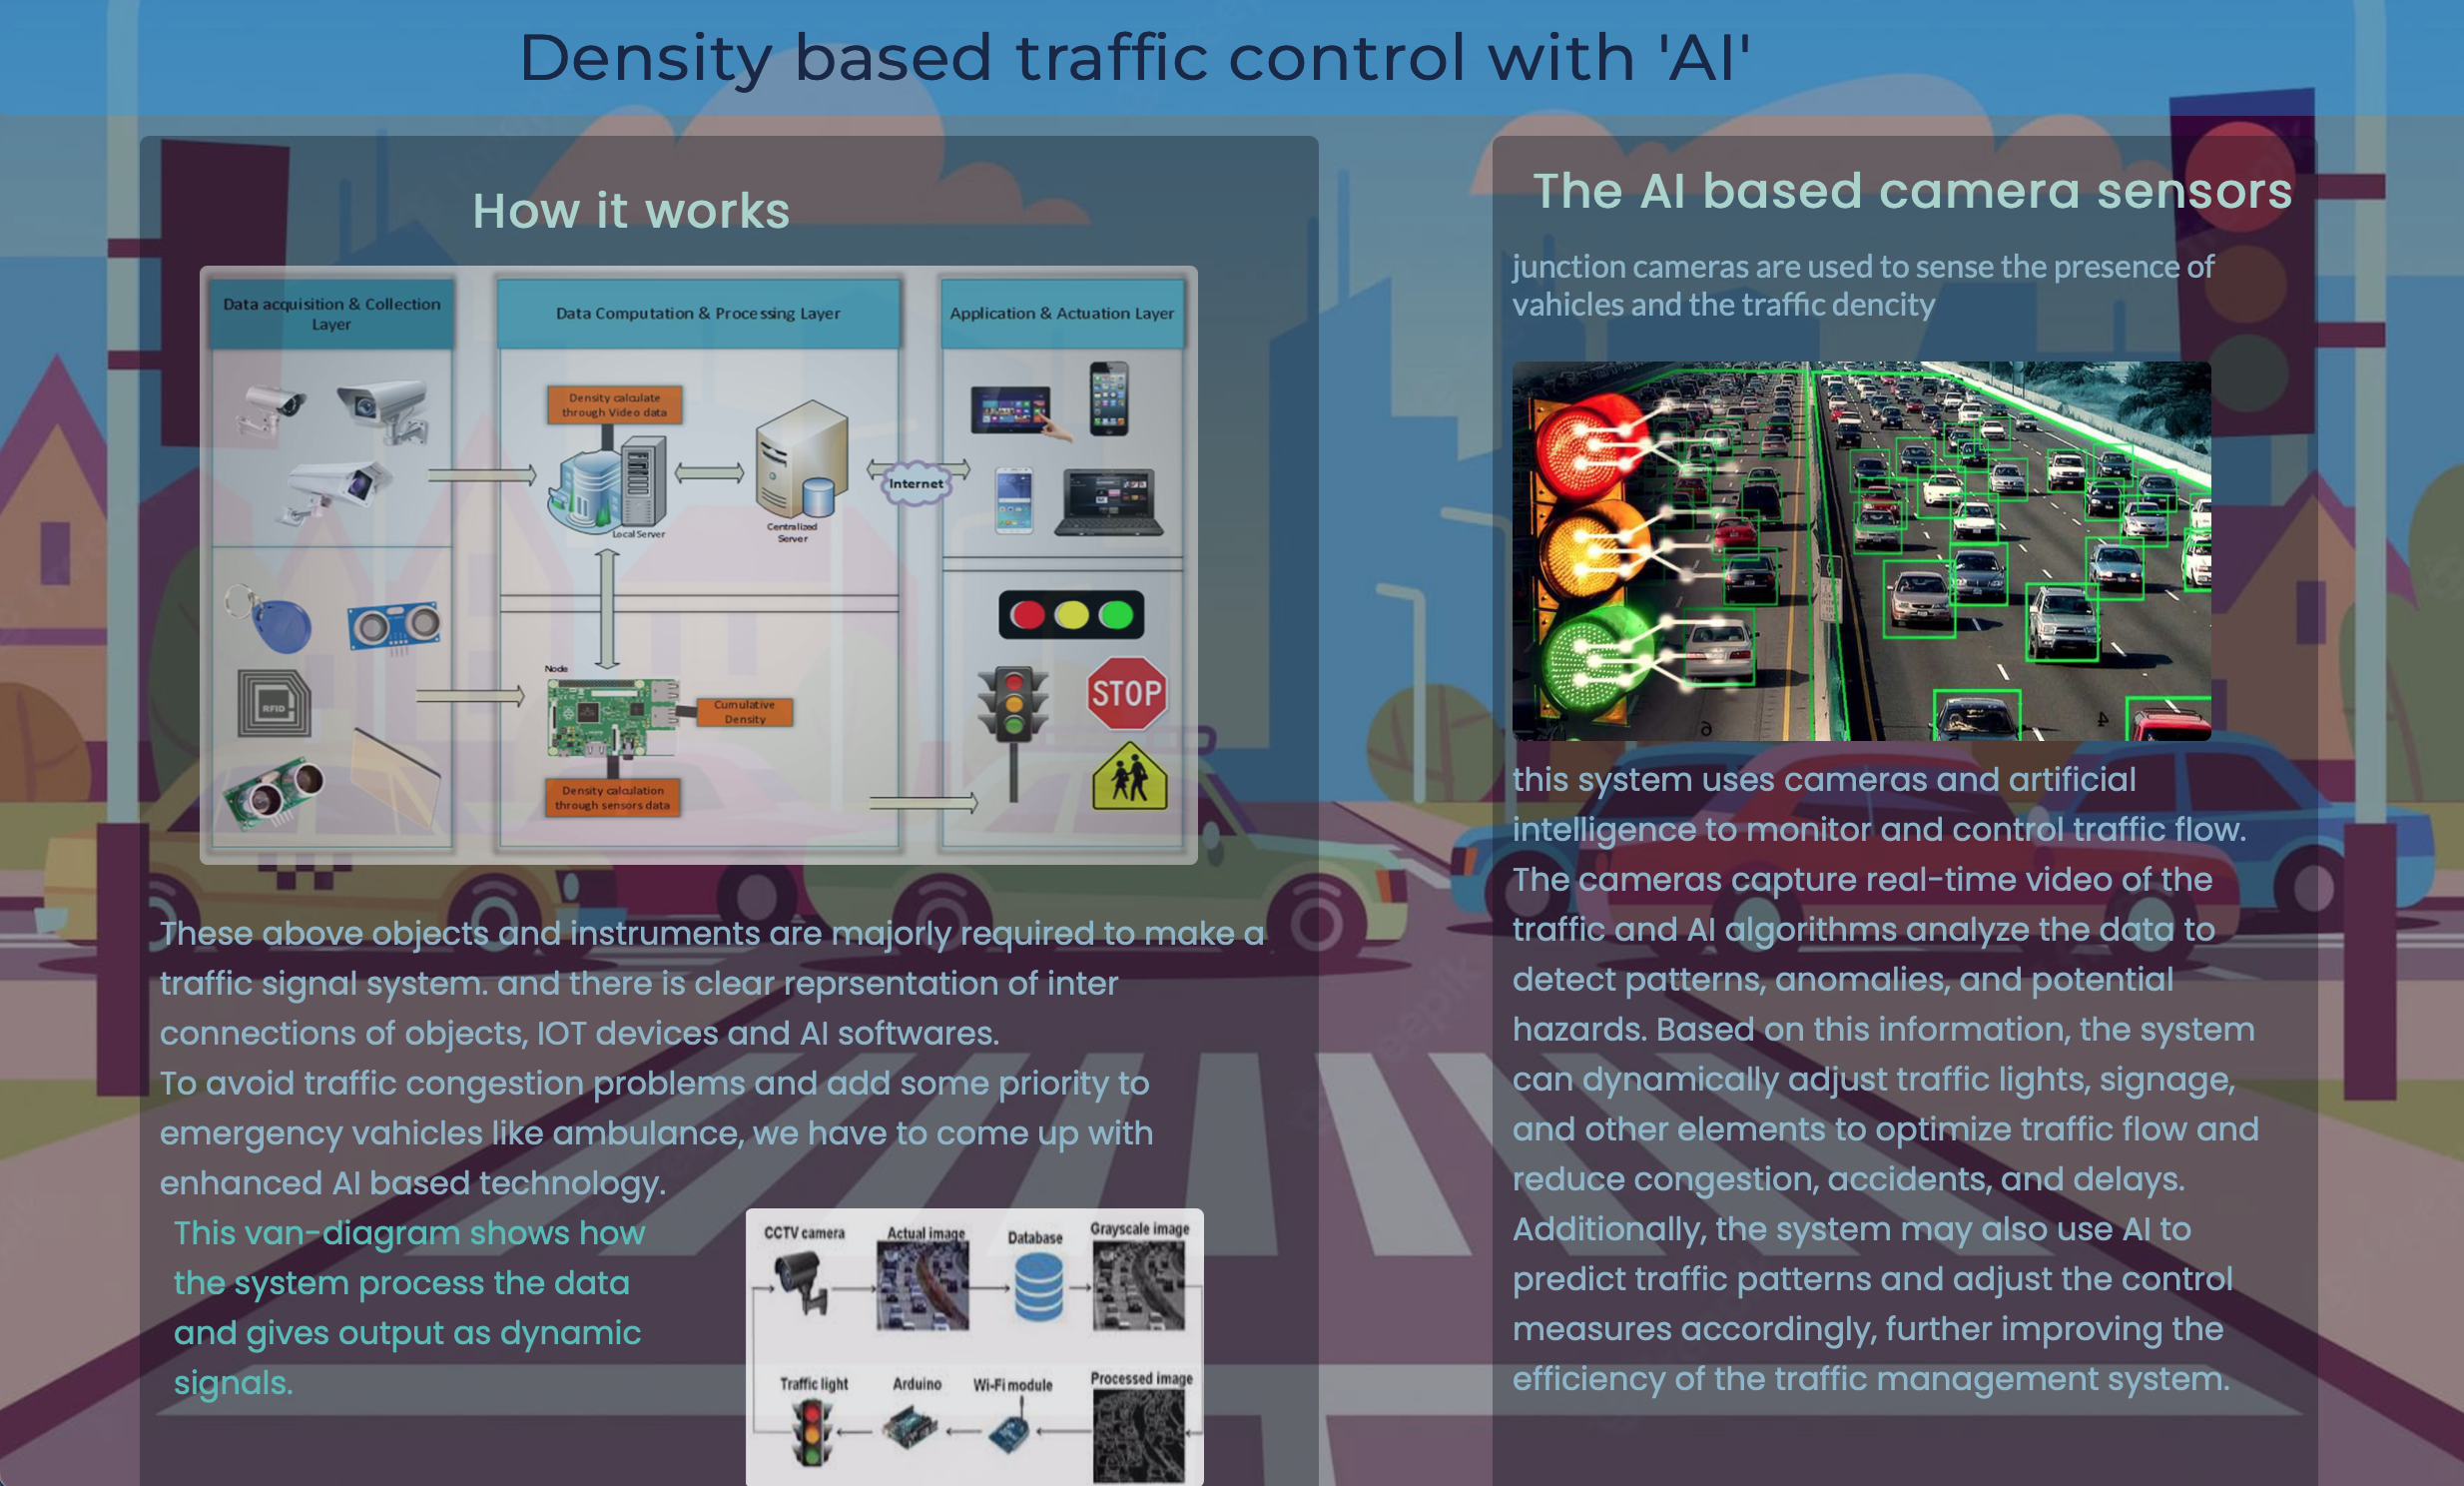 Density based traffic control with 'AI'
How it works
Data acquisition & Collection
Layer
Data Computation & Processing Layer
Application & Actuation Layer
Density calculate
through Video data
Local Server
Centralized
Server
Internet
Node
Cumulative
Density
Density calculation
through sensors data
RFID
STOP
These above objects and instruments are majorly required to make a
traffic signal system. and there is clear reprsentation of inter
connections of objects, IOT devices and AI softwares.
To avoid traffic congestion problems and add some priority to
emergency vahicles like ambulance, we have to come up with
enhanced AI based technology.
This van-diagram shows how
the system process the data
and gives output as dynamic
signals.
CCTV camera
Actual image
Database
Grayscale image
Traffic light
Arduino
Wi-Fi module
Processed image
The AI based camera sensors
junction cameras are used to sense the presence of
vahicles and the traffic dencity
this system uses cameras and artificial
intelligence to monitor and control traffic flow.
The cameras capture real-time video of the
traffic and AI algorithms analyze the data to
detect patterns, anomalies, and potential
hazards. Based on this information, the system
can dynamically adjust traffic lights, signage,
and other elements to optimize traffic flow and
reduce congestion, accidents, and delays.
Additionally, the system may also use AI to
predict traffic patterns and adjust the control
measures accordingly, further improving the
efficiency of the traffic management system.